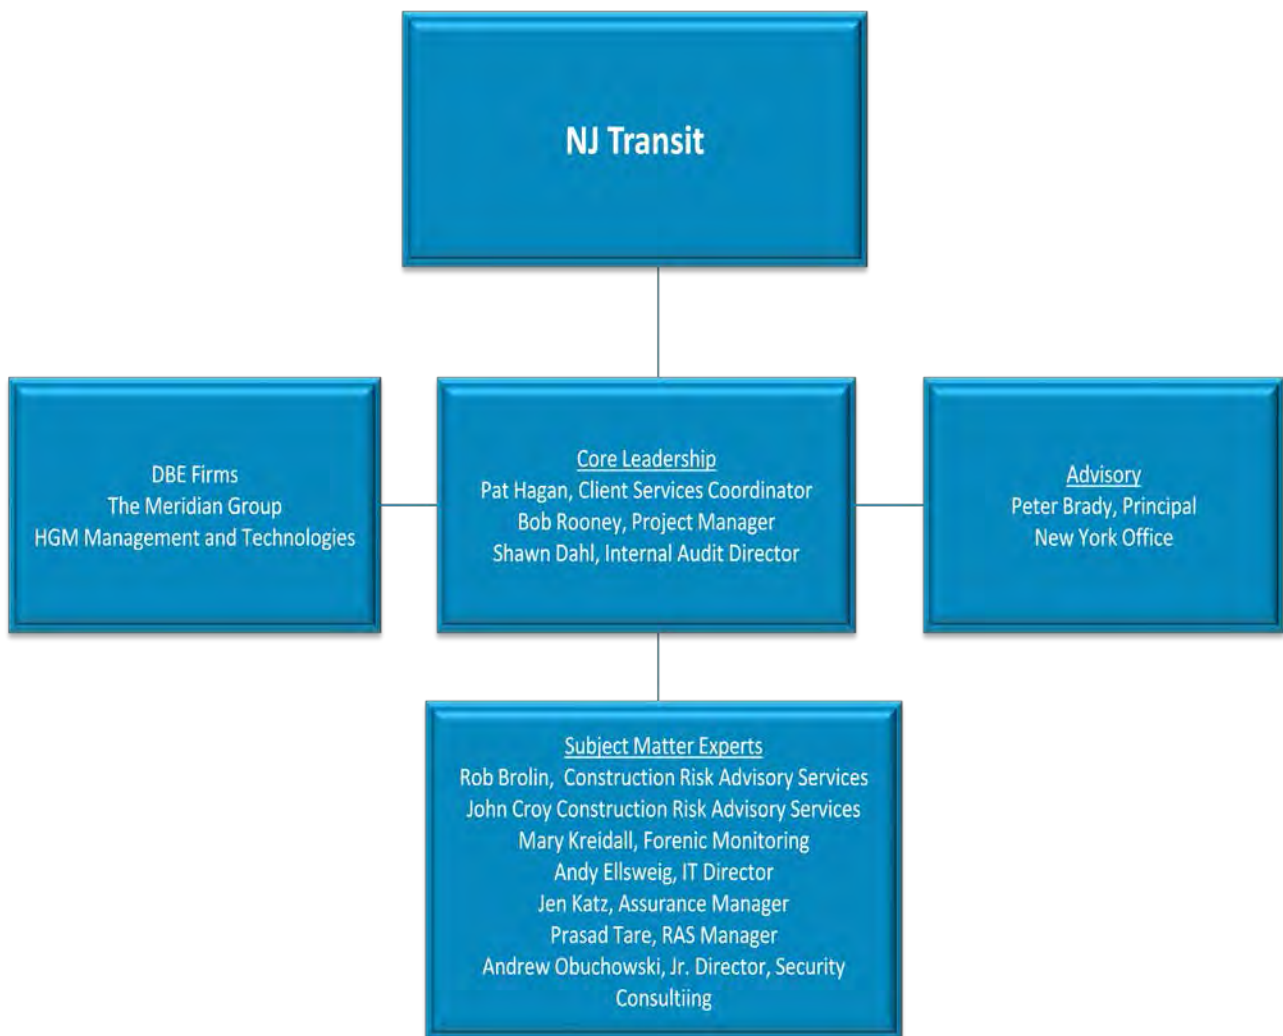 NJ Transit
DBE Firms
The Meridian Group
HGM Management and Technologies
Core Leadership
Pat Hagan, Client Services Coordinator
Bob Rooney, Project Manager
Shawn Dahl, Internal Audit Director
Advisory
Peter Brady, Principal
New York Office
Subject Matter Experts
Rob Brolin,  Construction Risk Advisory Services
John Croy Construction Risk Advisory Services
Mary Kreidall, Forenic Monitoring
Andy Ellsweig, IT Director
Jen Katz, Assurance Manager
Prasad Tare, RAS Manager
Andrew Obuchowski, Jr. Director, Security
Consultiing